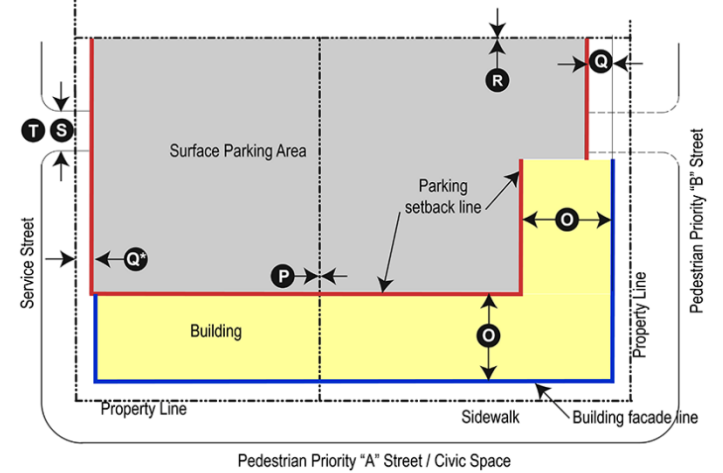 Q
R
T S
Surface Parking Area
Parking
setback line
O
Pedestrian Priority "B" Street
Service Street
Q*
P
Building
O
Property Line
Property Line
Sidewalk
Building facade line
Pedestrian Priority "A" Street / Civic Space